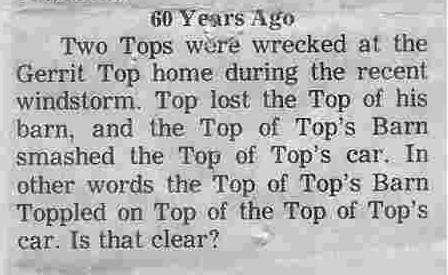 60 Years Ago
Two Tops were wrecked at the
Gerrit Top home during the recent
windstorm. Top lost the Top of his
barn, and the Top of Top's Barn
smashed the Top of Top's car. In
other words the Top of Top's Barn
Toppled on Top of the Top of Top's
car. Is that clear?